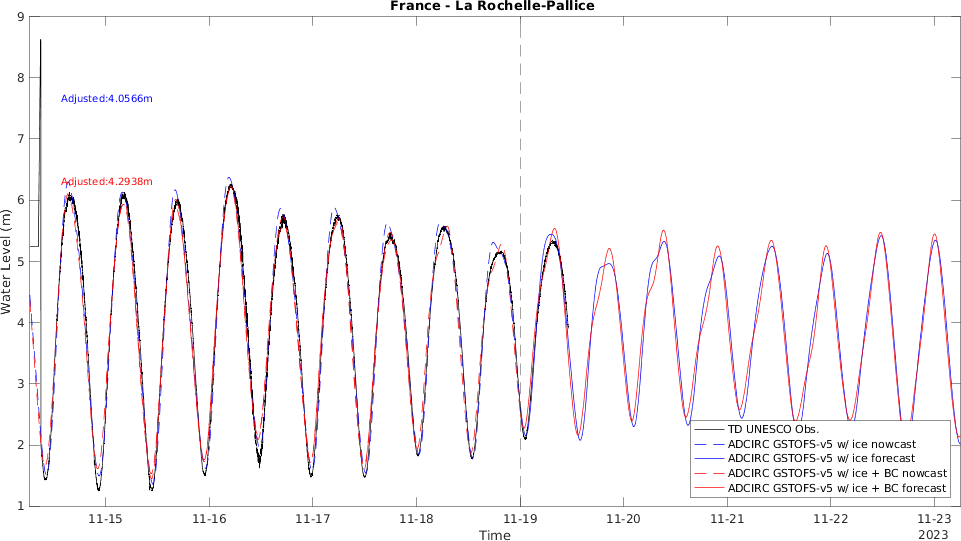 France - La Rochelle-Pallice
9
8
7
6
5
4
3
2
1
Water Level (m)
Adjusted:4.0566m
Adjusted:4.2938m
TD UNESCO Obs.
ADCIRC GSTOFS-v5 w/ ice nowcast
ADCIRC GSTOFS-v5 w/ ice forecast
ADCIRC GSTOFS-v5 w/ ice + BC nowcast
ADCIRC GSTOFS-v5 w/ ice + BC forecast
11-15 11-16 11-17 11-18 11-19 11-20 11-21 11-22 11-23
Time
2023